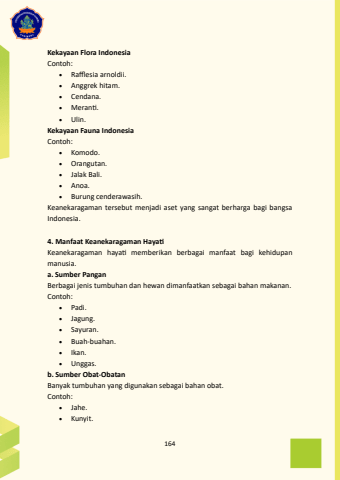 Kekayaan Flora Indonesia
Contoh:
• Rafflesia arnoldii.
• Anggrek hitam.
• Cendana.
• Meranti.
• Ulin.
Kekayaan Fauna Indonesia
Contoh:
• Komodo.
• Orangutan.
• Jalak Bali.
• Anoa.
• Burung cenderawasih.
Keanekaragaman tersebut menjadi aset yang sangat berharga bagi bangsa
Indonesia.
4. Manfaat Keanekaragaman Hayati
Keanekaragaman hayati memberikan berbagai manfaat bagi kehidupan
manusia.
a. Sumber Pangan
Berbagai jenis tumbuhan dan hewan dimanfaatkan sebagai bahan makanan.
Contoh:
• Padi.
• Jagung.
• Sayuran.
• Buah-buahan.
• Ikan.
• Unggas.
b. Sumber Obat-Obatan
Banyak tumbuhan yang digunakan sebagai bahan obat.
Contoh:
• Jahe.
• Kunyit.
164